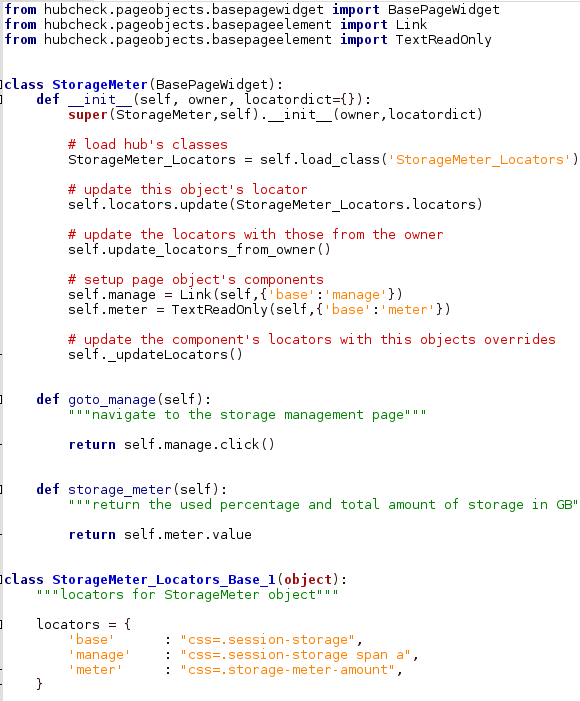 from hubcheck.pageobjects.basepagewidget import BasePageWidget
from hubcheck.pageobjects.basepageelement import Link
from hubcheck.pageobjects.basepageelement import TextReadOnly
class StorageMeter(BasePageWidget):
    def __init__(self, owner, locatordict={}):
        super(StorageMeter,self).__init__(owner,locatordict)
        # load hub's classes
        StorageMeter_Locators = self.load_class('StorageMeter_Locators')
        # update this object's locator
        self.locators.update(StorageMeter_Locators.locators)
        # update the locators with those from the owner
        self.update_locators_from_owner()
        # setup page object's components
        self.manage = Link(self,{'base':'manage'})
        self.meter = TextReadOnly(self,{'base':'meter'})
        # update the component's locators with this objects overrides
        self._updateLocators()
    def goto_manage(self):
        """navigate to the storage management page"""
        return self.manage.click()
    def storage_meter(self):
        """return the used percentage and total amount of storage in GB"
        return self.meter.value
class StorageMeter_Locators_Base_1(object):
    """locators for StorageMeter object"""
    locators = {
        'base'      : "css=.session-storage",
        'manage'    : "css=.session-storage span a",
        'meter'     : "css=.storage-meter-amount",
    }